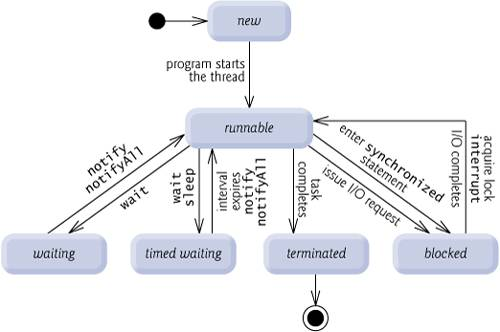 new
program starts
the thread
runnable
notify
notifyAll
wait
wait
sleep
interval
expires
notify
notifyAll
task
completes
enter synchronized
statement
issue I/O request
acquire lock
interrupt
I/O completes
waiting
timed waiting
terminated
blocked